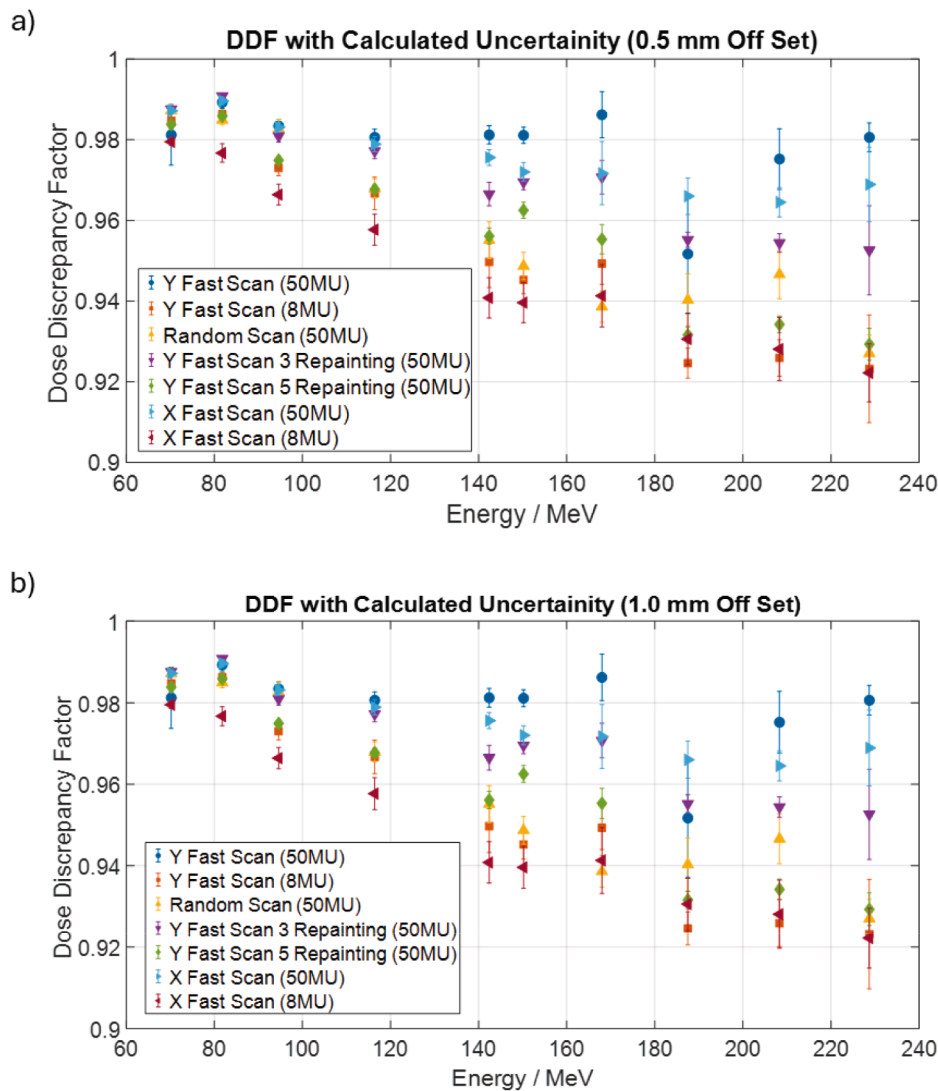 a)
DDF with Calculated Uncertainity (0.5 mm Off Set)
Dose Discrepancy Factor
1
0.98
0.96
0.94
0.92
0.9
Y Fast Scan (50MU)
Y Fast Scan (8MU)
Random Scan (50MU)
Y Fast Scan 3 Repainting (50MU)
Y Fast Scan 5 Repainting (50MU)
X Fast Scan (50MU)
X Fast Scan (8MU)
60 80 100 120 140 160 180 200 220 240
Energy / MeV
b)
DDF with Calculated Uncertainity (1.0 mm Off Set)
Dose Discrepancy Factor
1
0.98
0.96
0.94
0.92
0.9
Y Fast Scan (50MU)
Y Fast Scan (8MU)
Random Scan (50MU)
Y Fast Scan 3 Repainting (50MU)
Y Fast Scan 5 Repainting (50MU)
X Fast Scan (50MU)
X Fast Scan (8MU)
60 80 100 120 140 160 180 200 220 240
Energy / MeV